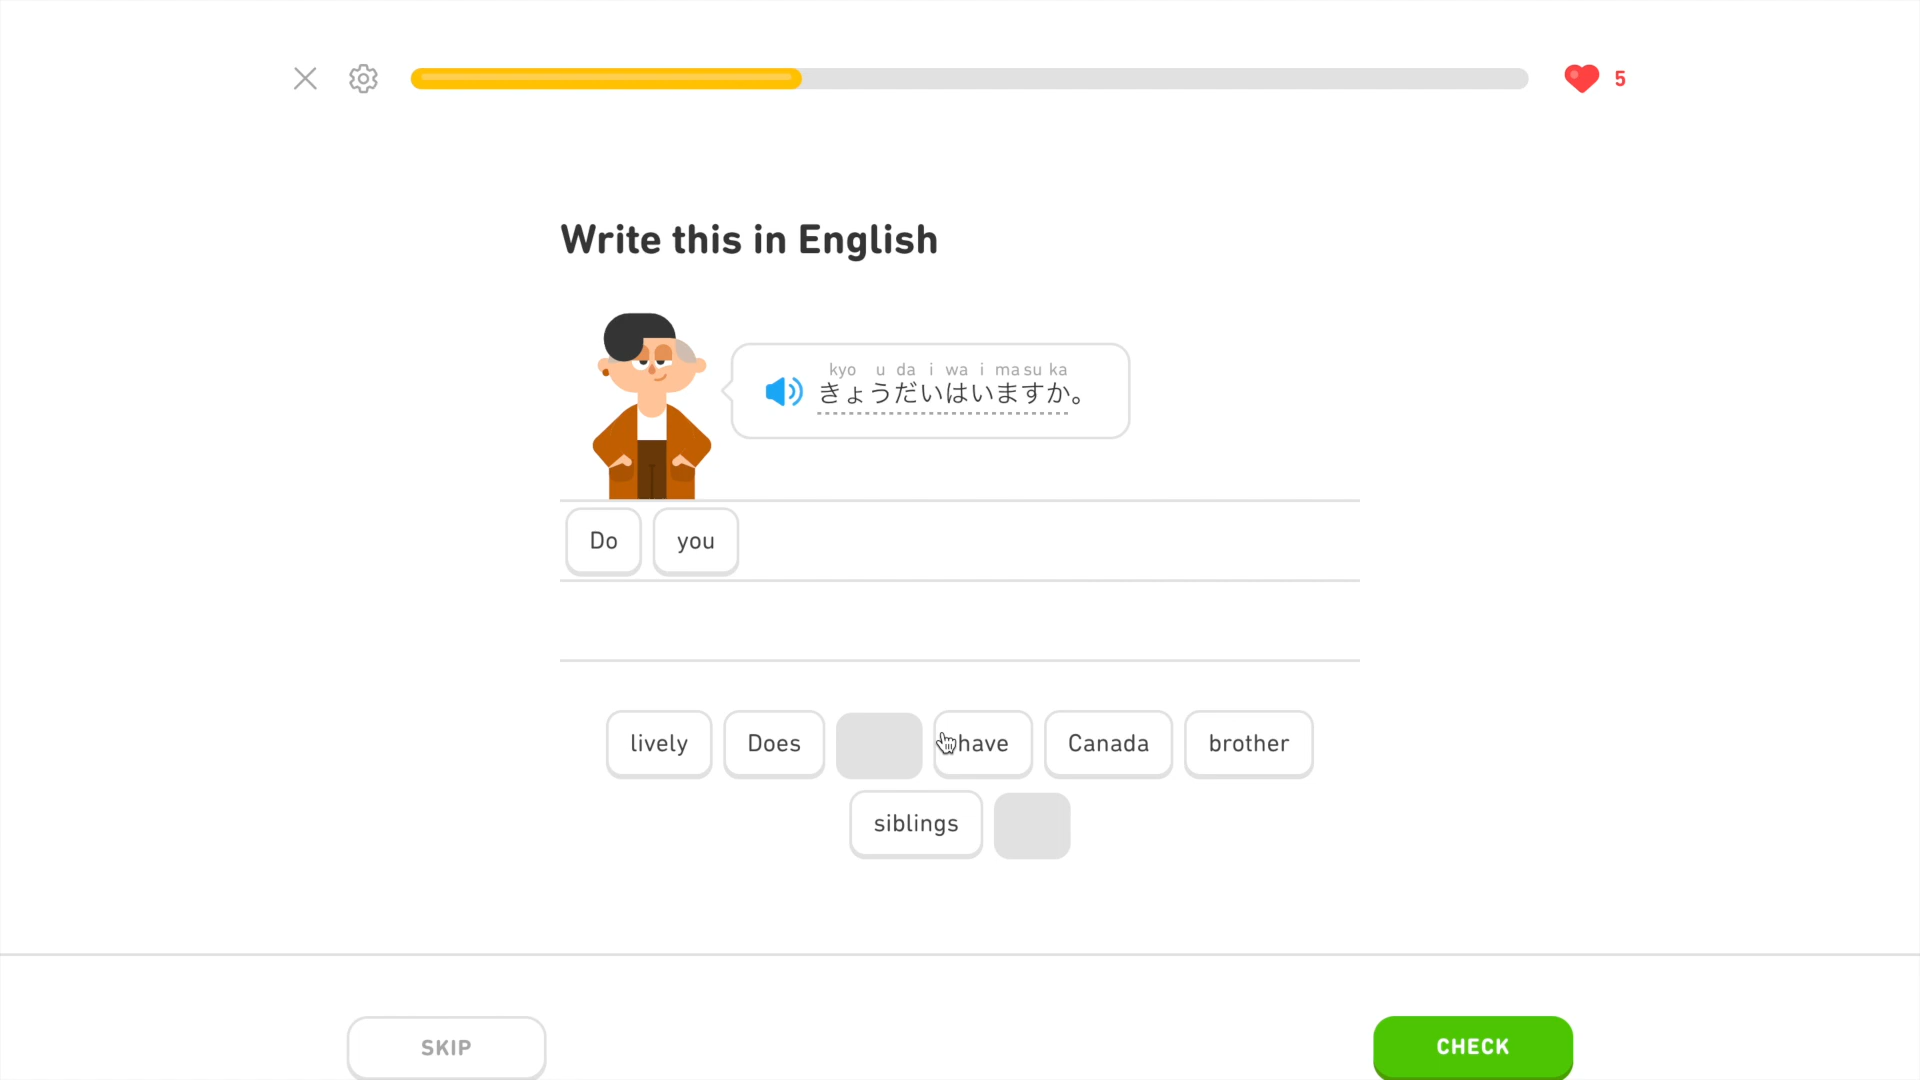 5
Write this in English
kyo u da i wa i ma su ka
きょうだいはいますか。
Do you
lively Does have Canada brother
siblings
SKIP CHECK